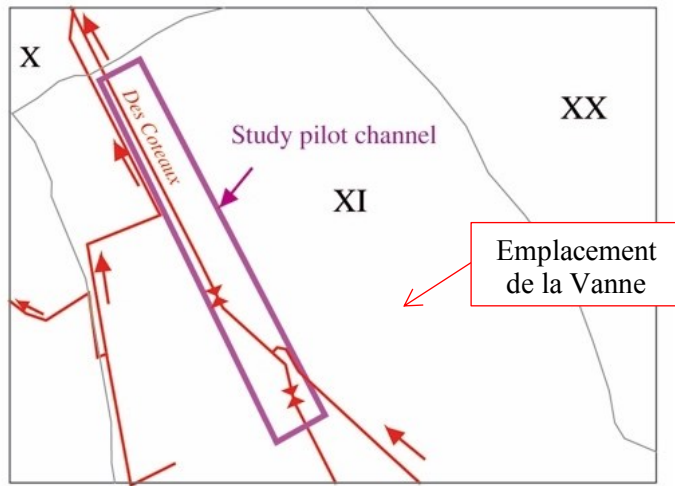 X
XX
Des Coteaux
Study pilot channel
XI
Emplacement
de la Vanne